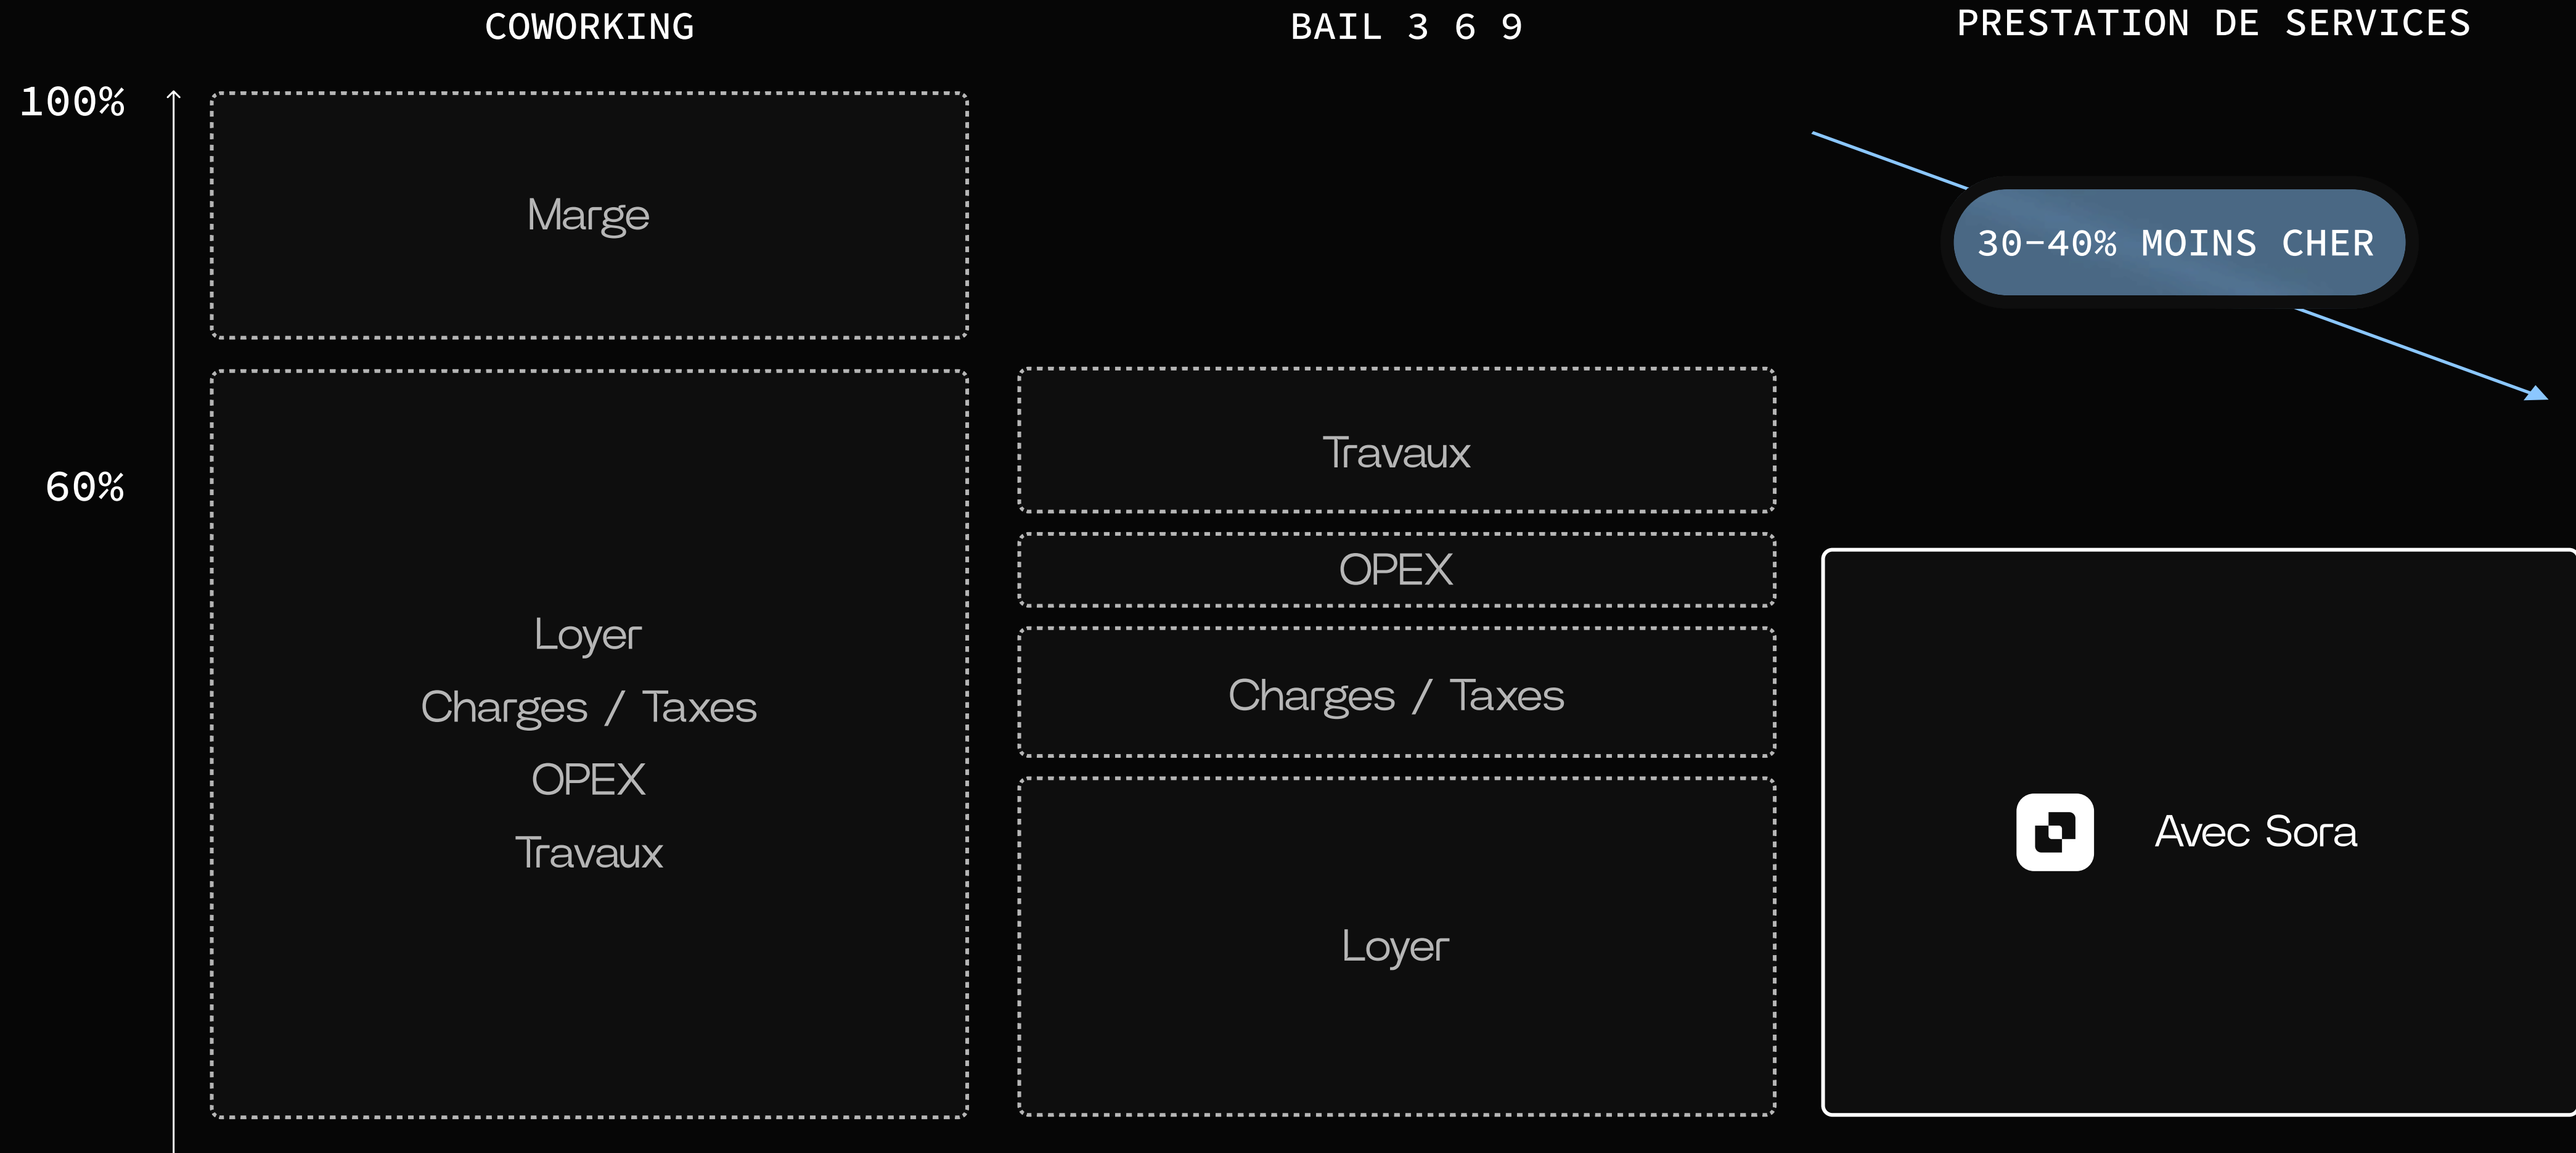 COWORKING
BAIL 3 6 9
PRESTATION DE SERVICES
100%
60%
Marge
Loyer
Charges / Taxes
OPEX
Travaux
Travaux
OPEX
Charges / Taxes
Loyer
30-40% MOINS CHER
Avec Sora